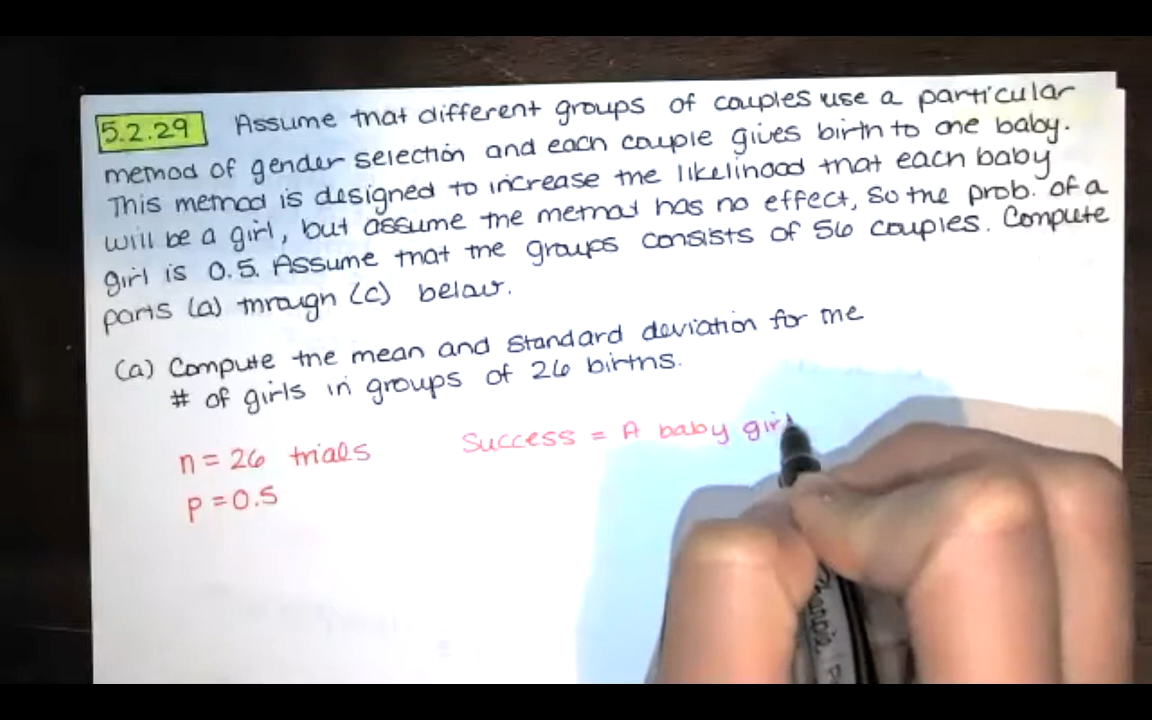 5.2.29 Assume that different groups of couples use a particular
method of gender selection and each couple gives birth to one baby.
This method is designed to increase the likelihood that each baby
will be a girl, but assume the method has no effect, so the prob. of a
girl is 0.5. Assume that the groups consists of 56 couples. Compute
parts (a) through (c) below.
(a) Compute the mean and standard deviation for the
# of girls in groups of 26 births.
n = 26 trials Success = A baby girl
p = 0.5
Sharpie